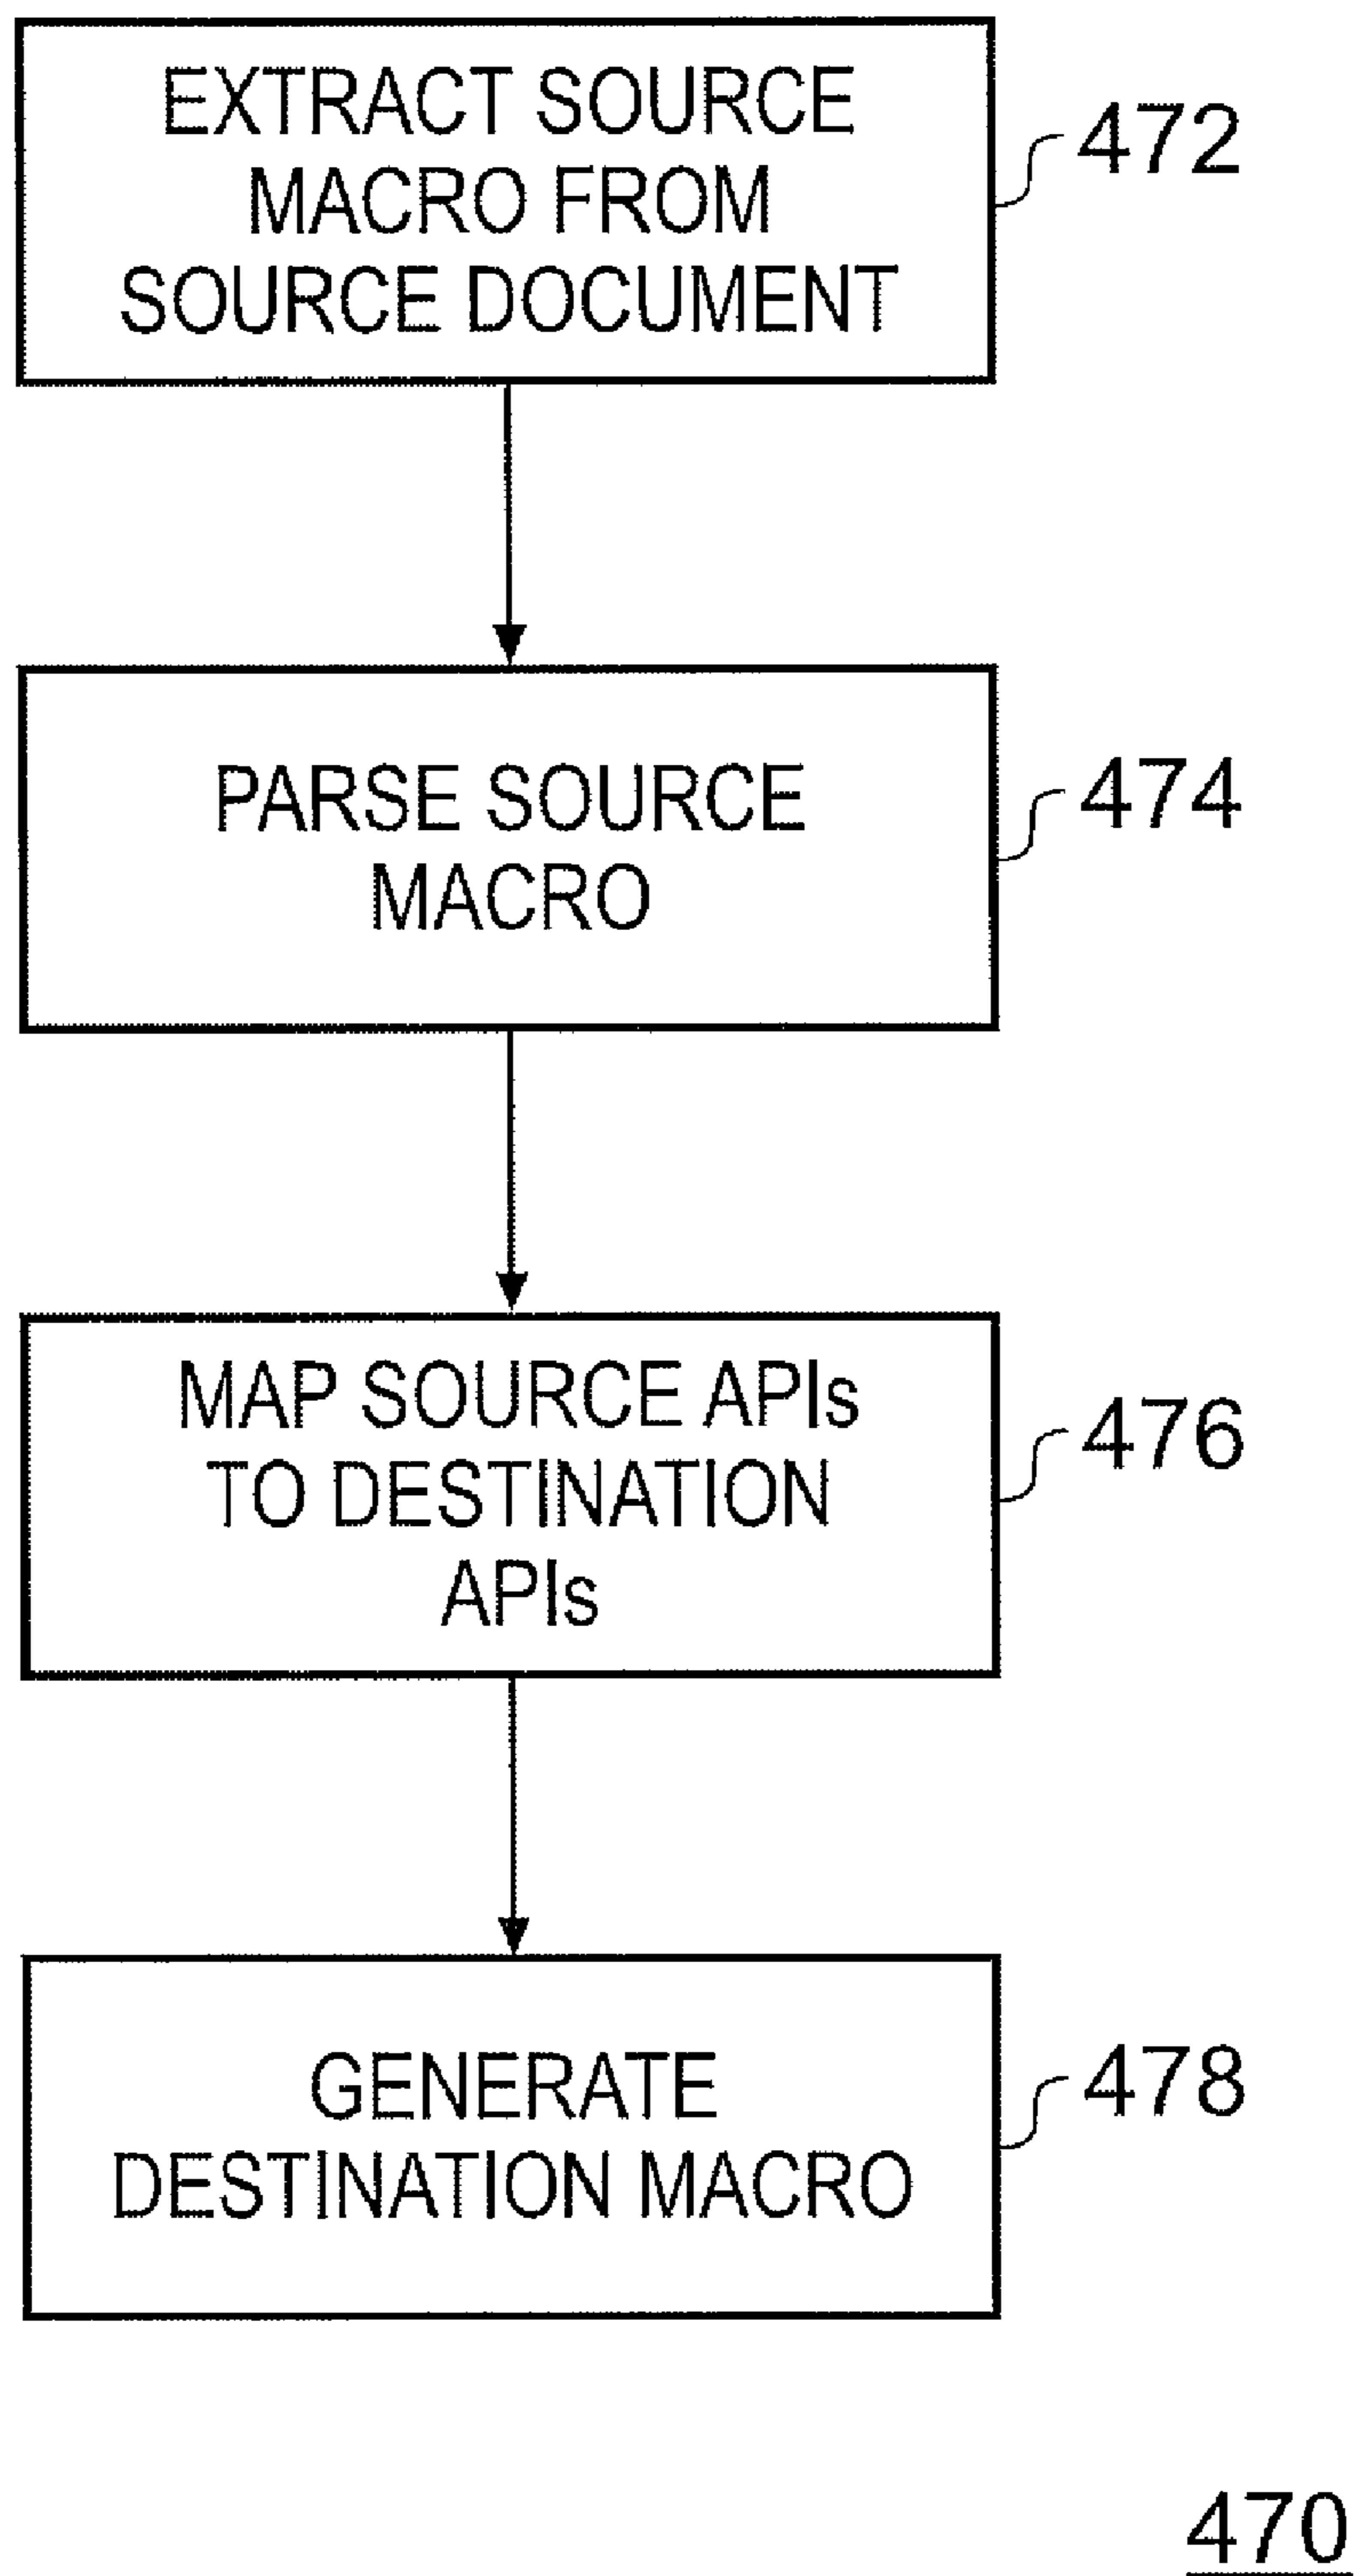 EXTRACT SOURCE
MACRO FROM
SOURCE DOCUMENT
472
PARSE SOURCE
MACRO
474
MAP SOURCE APIs
TO DESTINATION
APIs
476
GENERATE
DESTINATION MACRO
478
470